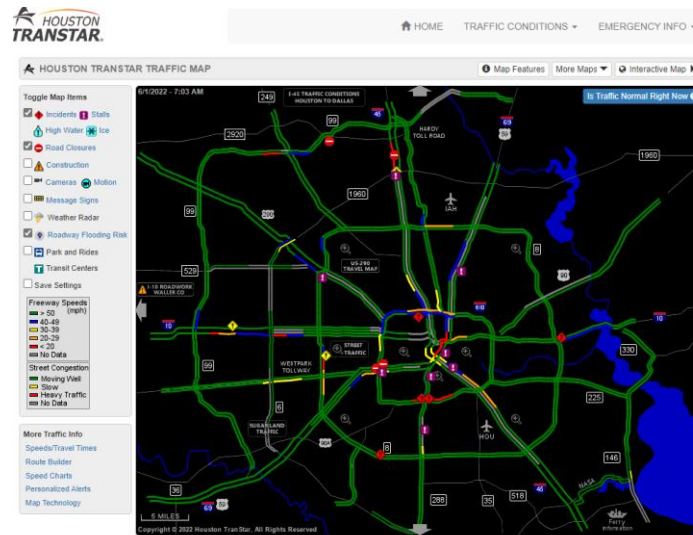 HOUSTON
TRANSTAR.
HOME
TRAFFIC CONDITIONS
EMERGENCY INFO
HOUSTON TRANSTAR TRAFFIC MAP
Map Features
More Maps
Interactive Map
Toggle Map Items
Incidents Stalls
High Water Ice
Road Closures
Construction
Cameras Motion
Message Signs
Weather Radar
Roadway Flooding Risk
Park and Rides
Transit Centers
Save Settings
Freeway Speeds
(mph)
> 50
40-49
30-39
20-29
< 20
No Data
Street Congestion
Moving Well
Slow
Heavy Traffic
No Data
More Traffic Info
Speeds/Travel Times
Route Builder
Speed Charts
Personalized Alerts
Map Technology
6/1/2022 - 7:03 AM
249
I-45 TRAFFIC CONDITIONS
HOUSTON TO DALLAS
Is Traffic Normal Right Now
99
45
69
59
HARDY
TOLL ROAD
2920
1960
1960
99
290
IAH
8
529
US-290
TRAVEL MAP
90
I-10 ROADWORK
WALLER CO
610
10
10
STREET
TRAFFIC
330
99
WESTPARK
TOLLWAY
225
6
SUGARLAND
TRAFFIC
90A
8
HOU
146
36
69
59
288
35
518
45
NASA
5 MILES
Ferry
Information
Copyright © 2022 Houston TranStar, All Rights Reserved